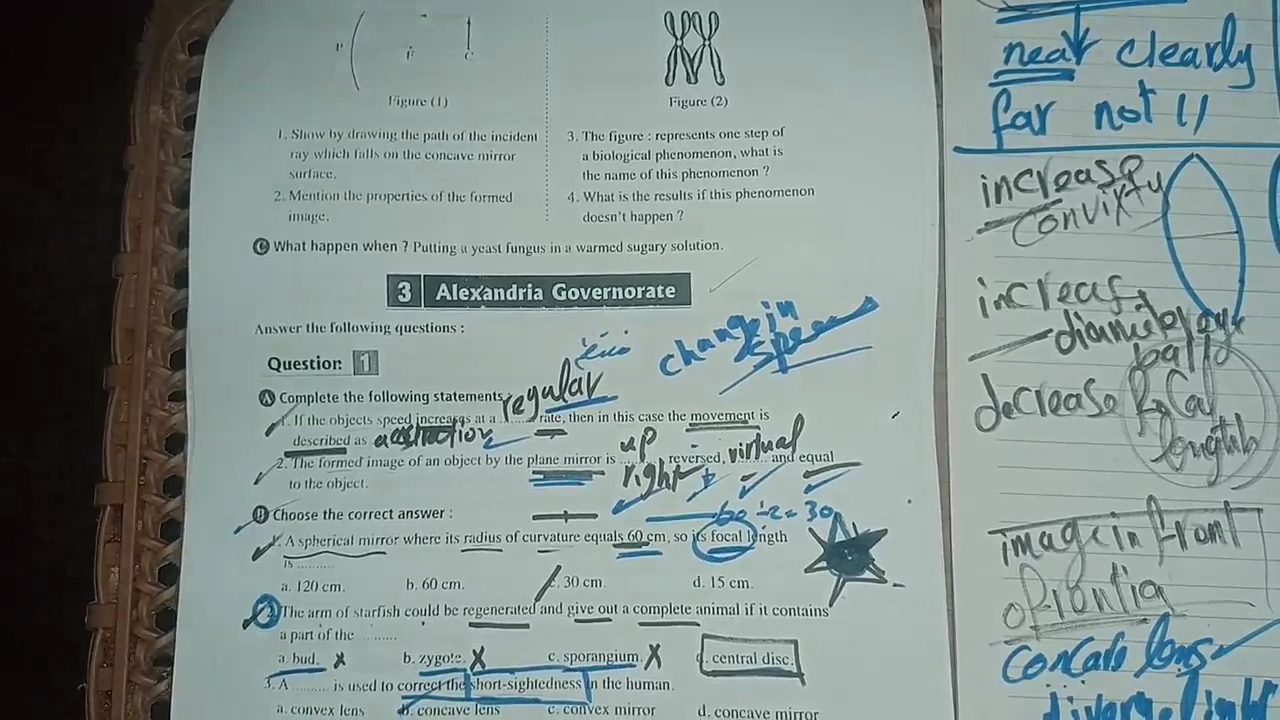 P
F
C
Figure (1)
1. Show by drawing the path of the incident
ray which falls on the concave mirror
surface.
2. Mention the properties of the formed
image.
Figure (2)
3. The figure : represents one step of
a biological phenomenon, what is
the name of this phenomenon ?
4. What is the results if this phenomenon
doesn't happen ?
C What happen when ? Putting a yeast fungus in a warmed sugary solution.
3 Alexandria Governorate
Answer the following questions :
change in
speed
Question: 1
A Complete the following statements
regular
1. If the objects speed increases at a ........ rate, then in this case the movement is
described as
up
right
virtual
2. The formed image of an object by the plane mirror is ........ reversed, ........ and equal
to the object.
B Choose the correct answer :
60 ÷ 2 = 30
1. A spherical mirror where its radius of curvature equals 60 cm, so its focal length
is ..........
a. 120 cm. b. 60 cm. c. 30 cm. d. 15 cm.
2. The arm of starfish could be regenerated and give out a complete animal if it contains
a part of the ..........
a. bud. x b. zygote. X c. sporangium. X d. central disc.
3. A .......... is used to correct the short-sightedness in the human.
a. convex lens b. concave lens c. convex mirror d. concave mirror
near clearly
far not 11
increase
convixty
increas
ball
decrease Focal
image in front
of
concave lens